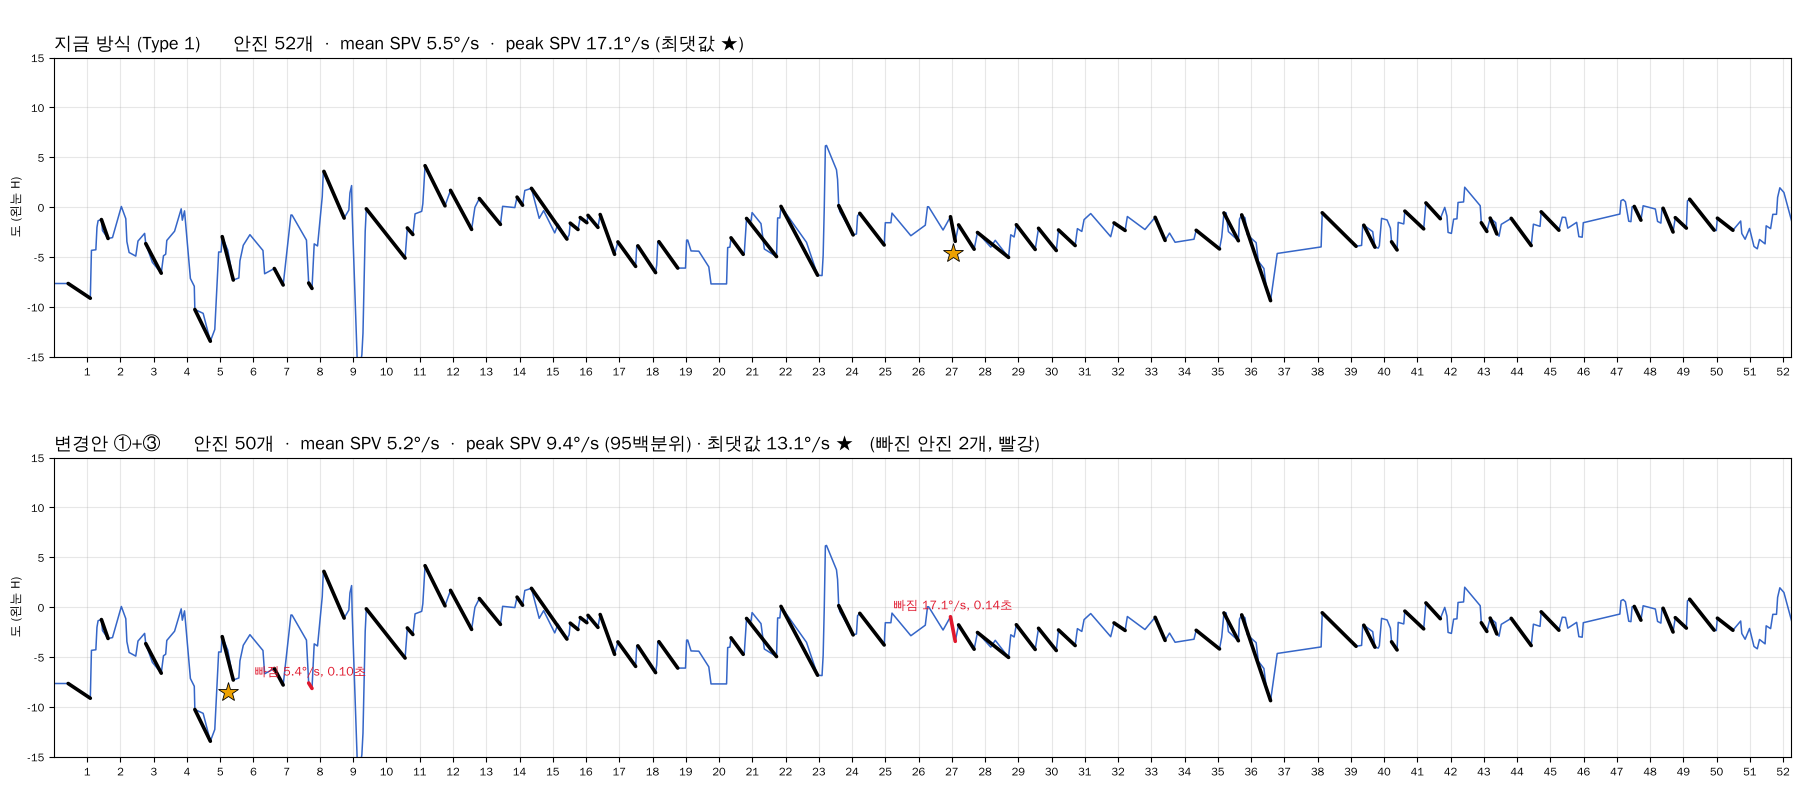 지금 방식 (Type 1) 안진 52개 · mean SPV 5.5°/s · peak SPV 17.1°/s (최댓값 ★)
15
10
5
0
-5
-10
-15
도 (왼눈 H)
1 2 3 4 5 6 7 8 9 10 11 12 13 14 15 16 17 18 19 20 21 22 23 24 25 26 27 28 29 30 31 32 33 34 35 36 37 38 39 40 41 42 43 44 45 46 47 48 49 50 51 52
변경안 ①+③ 안진 50개 · mean SPV 5.2°/s · peak SPV 9.4°/s (95백분위) · 최댓값 13.1°/s ★ (빠진 안진 2개, 빨강)
15
10
5
0
-5
-10
-15
도 (왼눈 H)
빠짐 17.1°/s, 0.14초
빠짐 5.4°/s, 0.10초
1 2 3 4 5 6 7 8 9 10 11 12 13 14 15 16 17 18 19 20 21 22 23 24 25 26 27 28 29 30 31 32 33 34 35 36 37 38 39 40 41 42 43 44 45 46 47 48 49 50 51 52